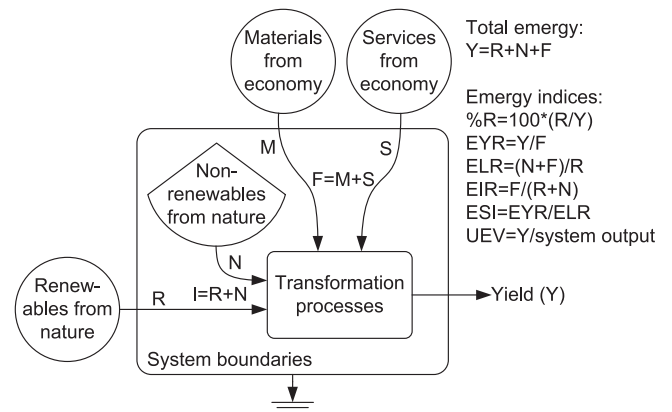 Materials
from
economy
Services
from
economy
Total emergy:
Y=R+N+F
Emergy indices:
%R=100*(R/Y)
EYR=Y/F
ELR=(N+F)/R
EIR=F/(R+N)
ESI=EYR/ELR
UEV=Y/system output
M
S
F=M+S
Non-
renewables
from nature
N
Renew-
ables from
nature
R
I=R+N
Transformation
processes
Yield (Y)
System boundaries